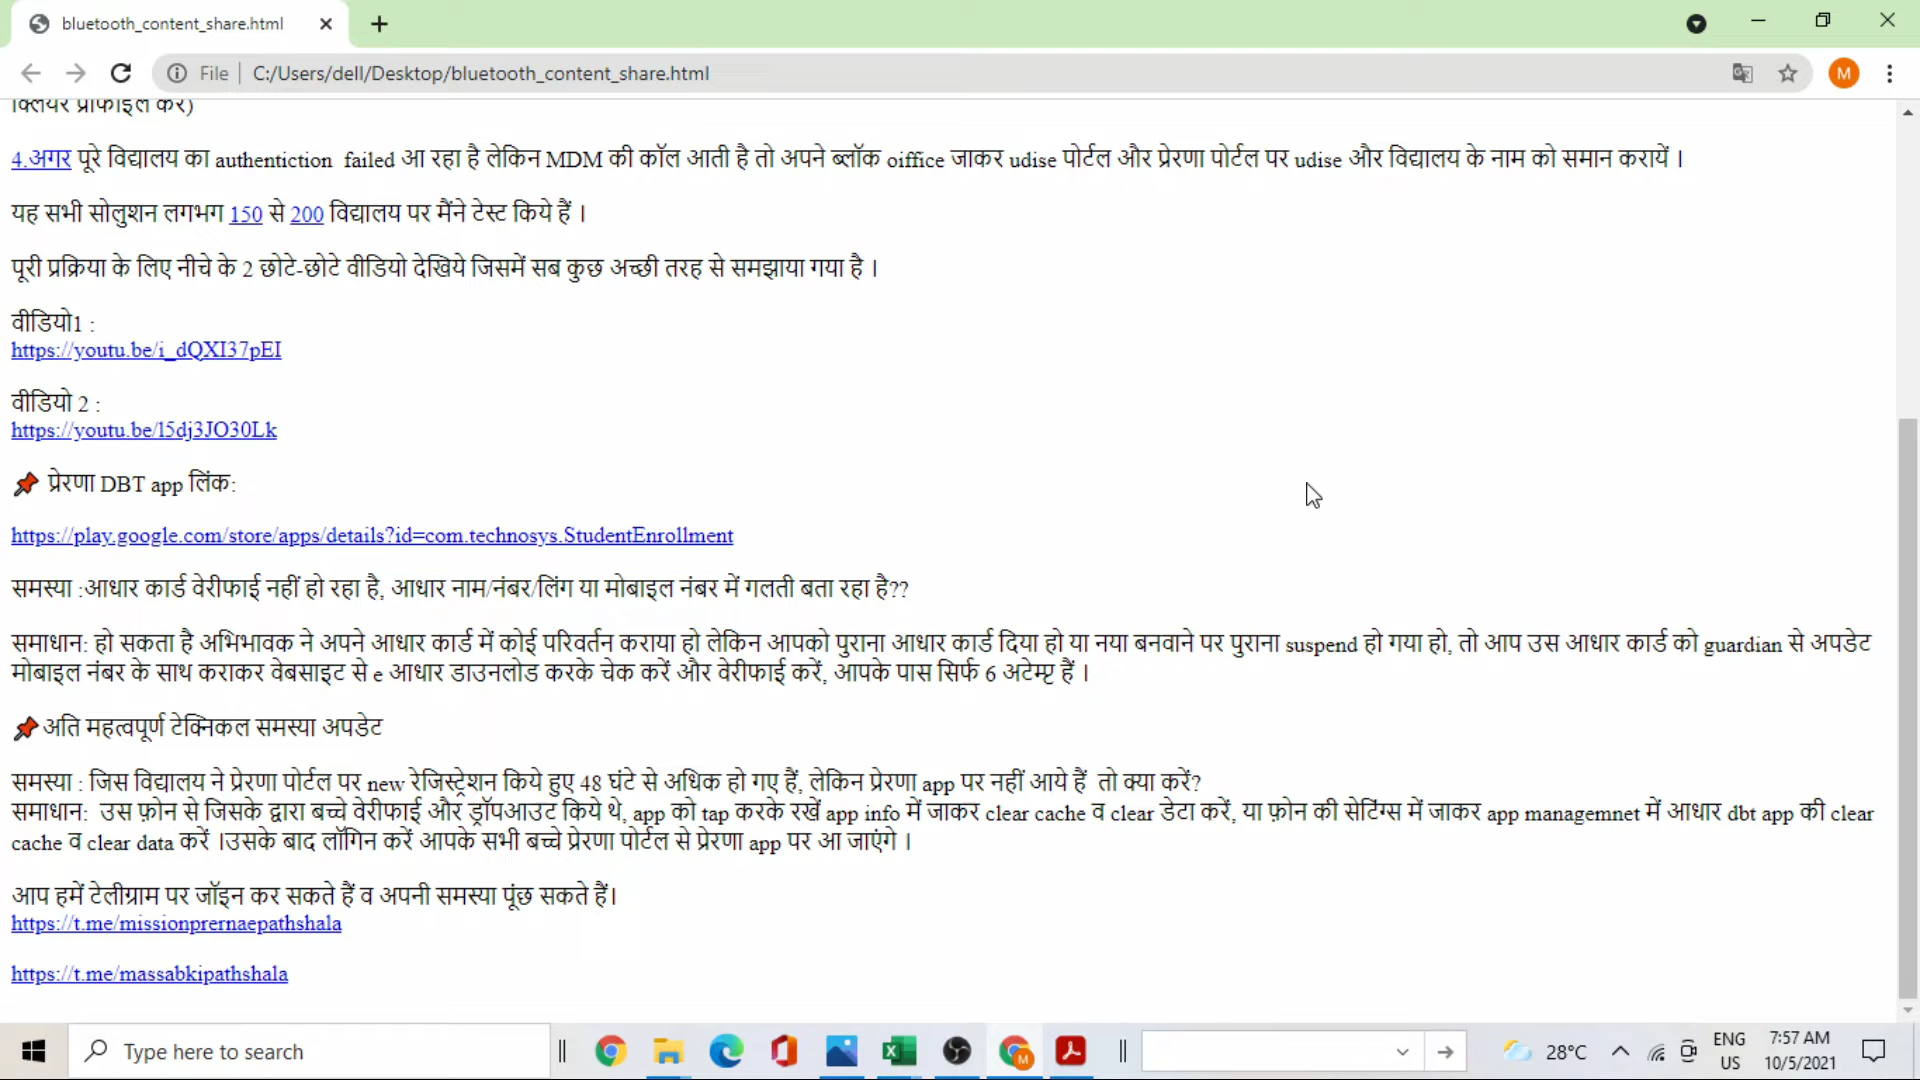 bluetooth_content_share.html
File
C:/Users/dell/Desktop/bluetooth_content_share.html
M
क्लियर प्रोफाइल करें)
4.अगर पूरे विद्यालय का authentiction failed आ रहा है लेकिन MDM की कॉल आती है तो अपने ब्लॉक oiffice जाकर udise पोर्टल और प्रेरणा पोर्टल पर udise और विद्यालय के नाम को समान करायें ।
यह सभी सोलुशन लगभग 150 से 200 विद्यालय पर मैंने टेस्ट किये हैं ।
पूरी प्रक्रिया के लिए नीचे के 2 छोटे-छोटे वीडियो देखिये जिसमें सब कुछ अच्छी तरह से समझाया गया है ।
वीडियो1 :
https://youtu.be/i_dQXI37pEI
वीडियो 2 :
https://youtu.be/l5dj3JO30Lk
📌 प्रेरणा DBT app लिंक:
https://play.google.com/store/apps/details?id=com.technosys.StudentEnrollment
समस्या :आधार कार्ड वेरीफाई नहीं हो रहा है, आधार नाम/नंबर/लिंग या मोबाइल नंबर में गलती बता रहा है??
समाधान: हो सकता है अभिभावक ने अपने आधार कार्ड में कोई परिवर्तन कराया हो लेकिन आपको पुराना आधार कार्ड दिया हो या नया बनवाने पर पुराना suspend हो गया हो, तो आप उस आधार कार्ड को guardian से अपडेट
मोबाइल नंबर के साथ कराकर वेबसाइट से e आधार डाउनलोड करके चेक करें और वेरीफाई करें, आपके पास सिर्फ 6 अटेम्प्ट हैं ।
📌अति महत्वपूर्ण टेक्निकल समस्या अपडेट
समस्या : जिस विद्यालय ने प्रेरणा पोर्टल पर new रेजिस्ट्रेशन किये हुए 48 घंटे से अधिक हो गए हैं, लेकिन प्रेरणा app पर नहीं आये हैं तो क्या करें?
समाधान: उस फ़ोन से जिसके द्वारा बच्चे वेरीफाई और ड्रॉपआउट किये थे, app को tap करके रखें app info में जाकर clear cache व clear डेटा करें, या फ़ोन की सेटिंग्स में जाकर app managemnet में आधार dbt app की clear
cache व clear data करें ।उसके बाद लॉगिन करें आपके सभी बच्चे प्रेरणा पोर्टल से प्रेरणा app पर आ जाएंगे ।
आप हमें टेलीग्राम पर जॉइन कर सकते हैं व अपनी समस्या पूंछ सकते हैं।
https://t.me/missionprernaepathshala
https://t.me/massabkipathshala
Type here to search
28°C
ENG
US
7:57 AM
10/5/2021